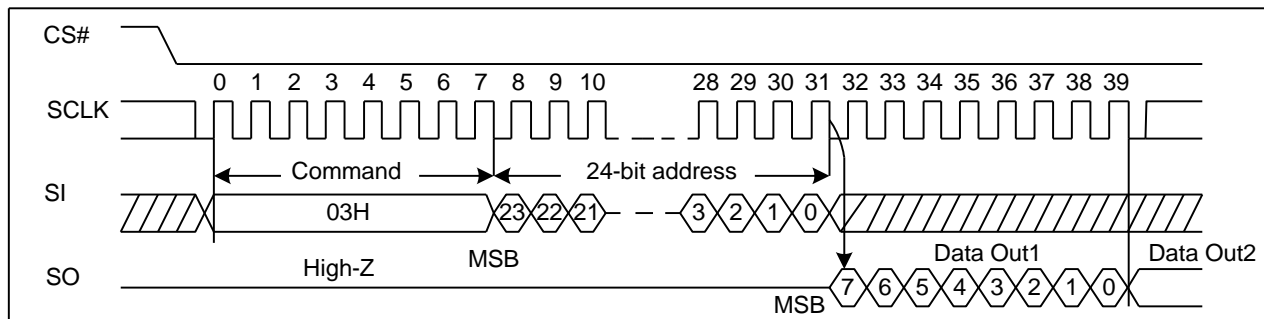 CS#
0 1 2 3 4 5 6 7 8 9 10 28 29 30 31 32 33 34 35 36 37 38 39
SCLK
Command 24-bit address
SI 03H 23 22 21 3 2 1 0
High-Z MSB Data Out1 Data Out2
SO MSB 7 6 5 4 3 2 1 0